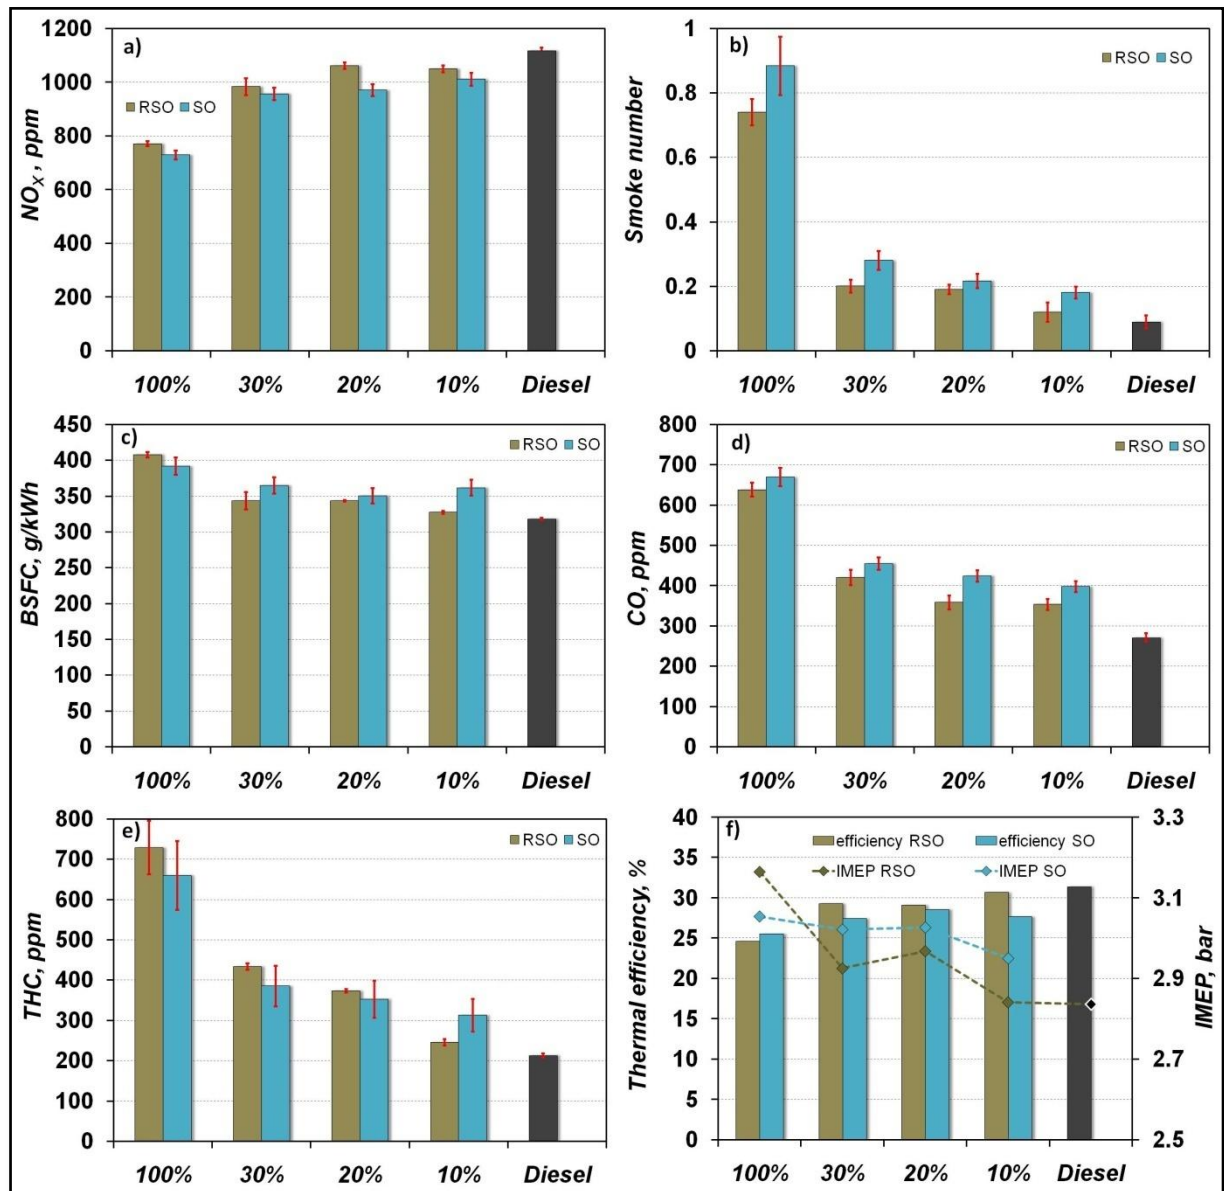 a)
RSO SO
NOX , ppm
1200
1000
800
600
400
200
0
100% 30% 20% 10% Diesel
b)
RSO SO
Smoke number
1
0.8
0.6
0.4
0.2
0
100% 30% 20% 10% Diesel
c)
RSO SO
BSFC, g/kWh
450
400
350
300
250
200
150
100
50
0
100% 30% 20% 10% Diesel
d)
RSO SO
CO, ppm
800
700
600
500
400
300
200
100
0
100% 30% 20% 10% Diesel
e)
RSO SO
THC, ppm
800
700
600
500
400
300
200
100
0
100% 30% 20% 10% Diesel
f)
efficiency RSO efficiency SO
IMEP RSO IMEP SO
Thermal efficiency, %
40
35
30
25
20
15
10
5
0
3.3
3.1
2.9
2.7
2.5
IMEP, bar
100% 30% 20% 10% Diesel